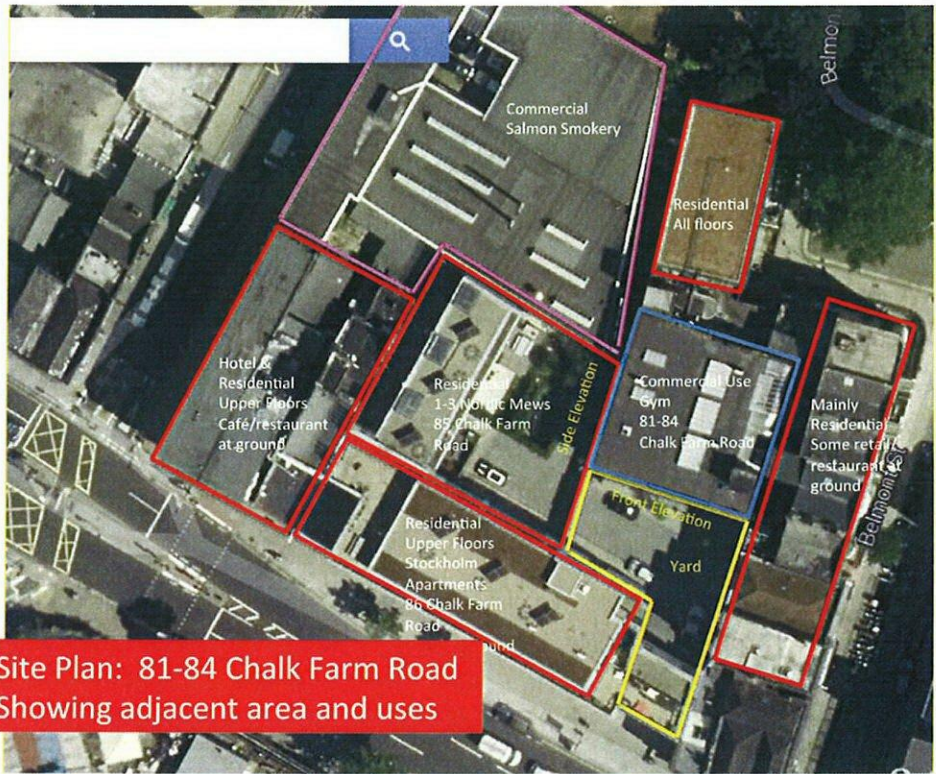 Belmon
Commercial
Salmon Smokery
Residential
All floors
Hotel &
Residential
Upper Floors
Café/restaurant
at ground
Residential
1-3 Nordic Mews
85 Chalk Farm
Road
Side Elevation
Commercial Use
Gym
81-84
Chalk Farm Road
Mainly
Residential
Some retail/
restaurant at
ground
Belmont St
Front Elevation
Yard
Residential
Upper Floors
Stockholm
Apartments
86 Chalk Farm
Road
Site Plan: 81-84 Chalk Farm Road
Showing adjacent area and uses